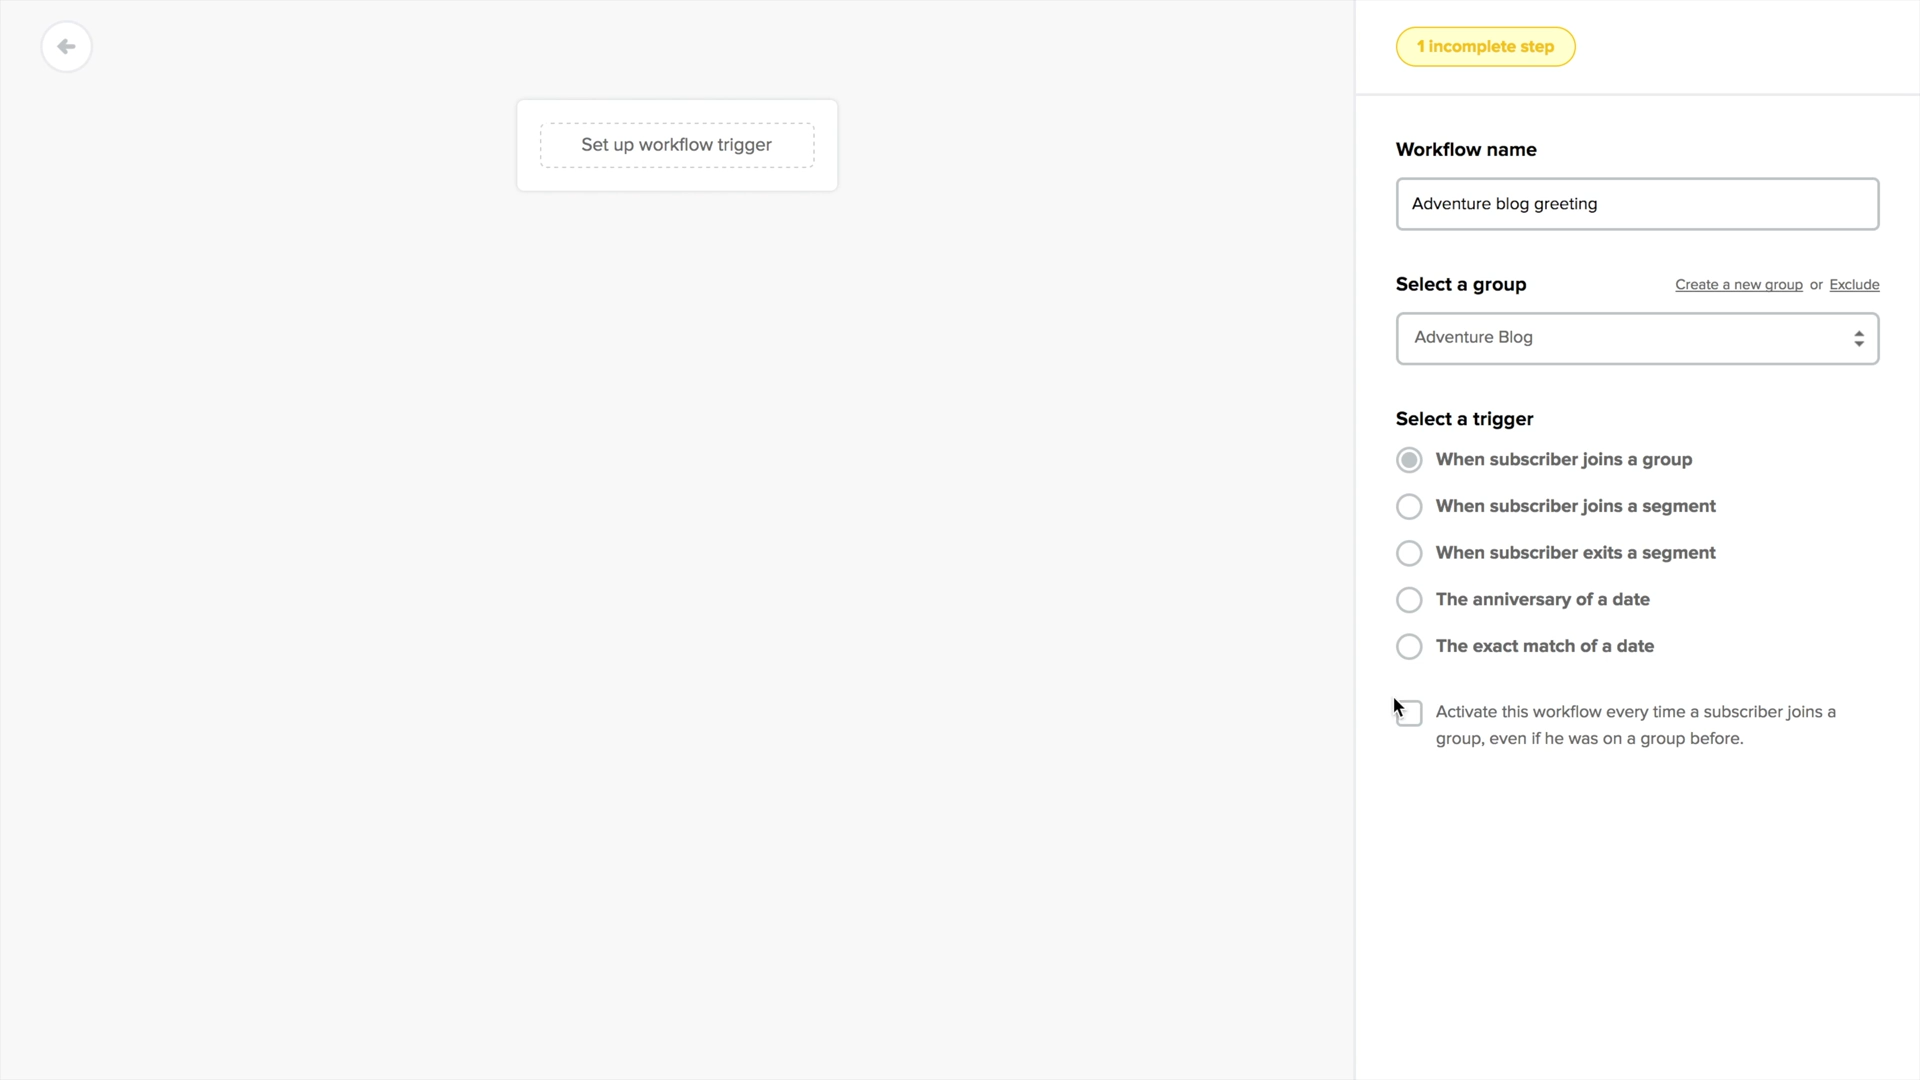 1 incomplete step
Set up workflow trigger
Workflow name
Adventure blog greeting
Select a group
Create a new group or Exclude
Adventure Blog
Select a trigger
When subscriber joins a group
When subscriber joins a segment
When subscriber exits a segment
The anniversary of a date
The exact match of a date
Activate this workflow every time a subscriber joins a
group, even if he was on a group before.